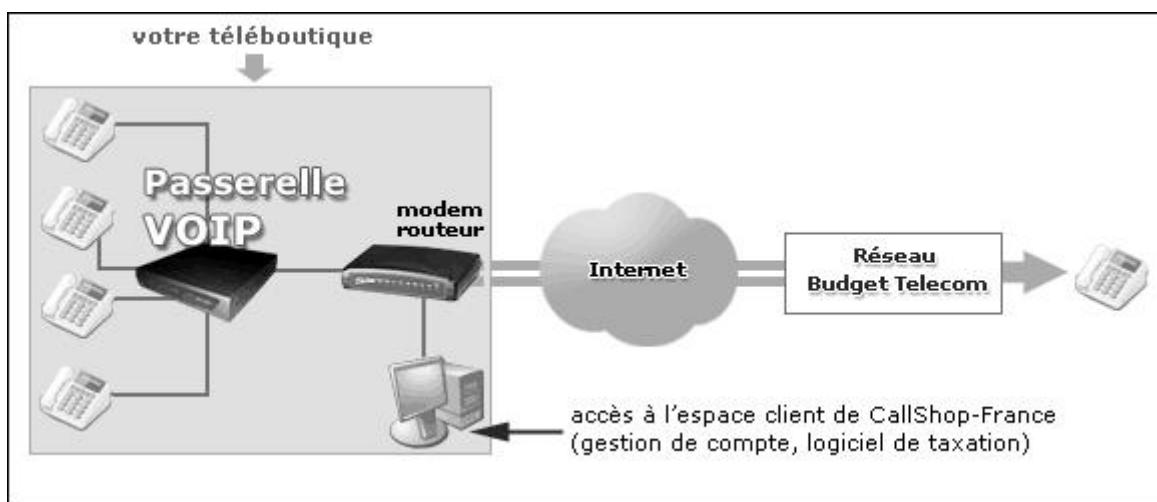 votre téléboutique
Passerelle
VOIP
modem
routeur
Internet
Réseau
Budget Telecom
accès à l'espace client de CallShop-France
(gestion de compte, logiciel de taxation)